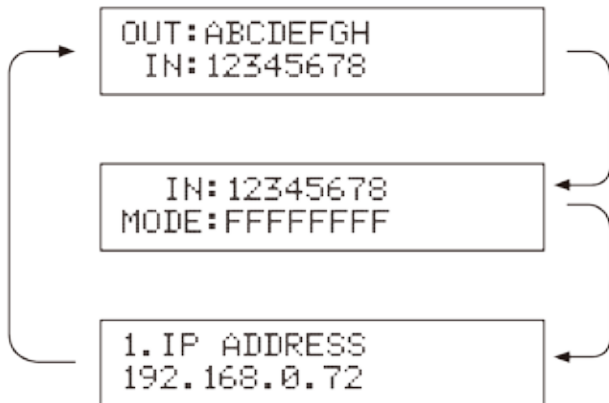 OUT:ABCDEFGH
IN:12345678
IN:12345678
MODE:FFFFFFFF
1.IP ADDRESS
192.168.0.72